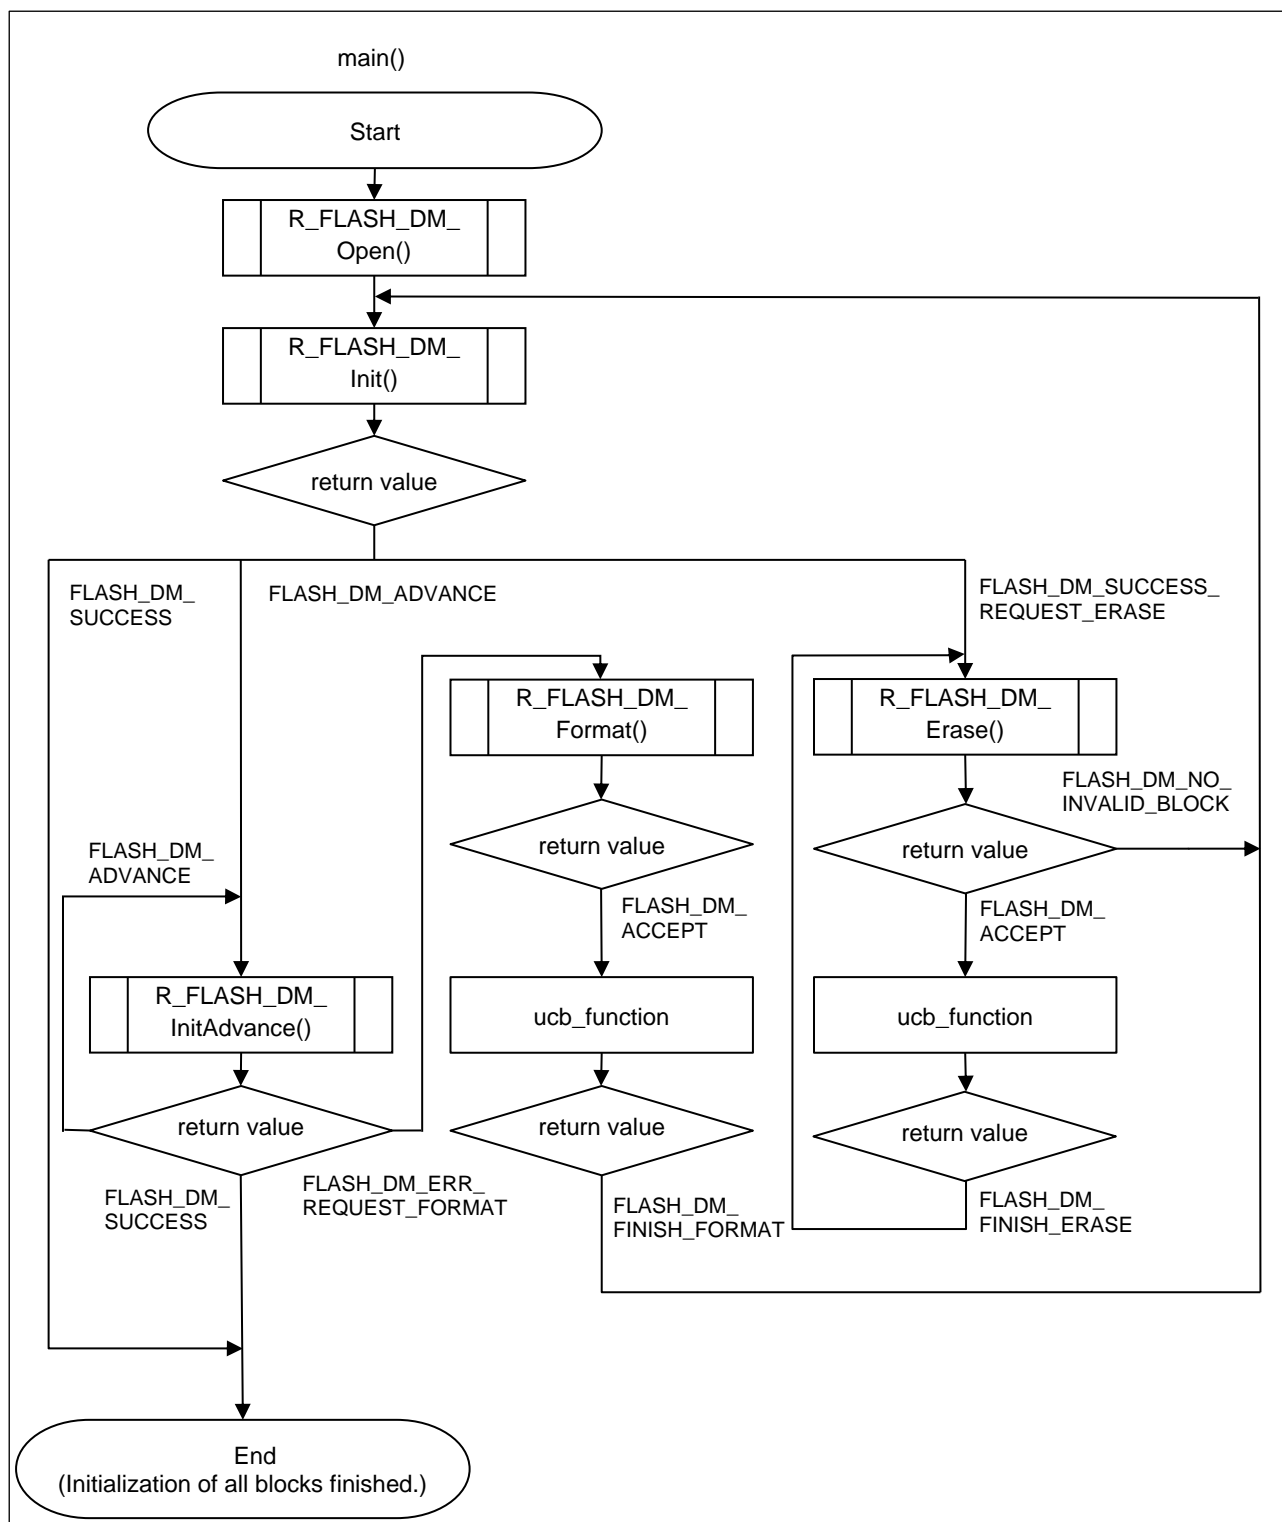 main()
Start
R_FLASH_DM_
Open()
R_FLASH_DM_
Init()
return value
FLASH_DM_
SUCCESS
FLASH_DM_ADVANCE
FLASH_DM_SUCCESS_
REQUEST_ERASE
R_FLASH_DM_
Format()
R_FLASH_DM_
Erase()
FLASH_DM_NO_
INVALID_BLOCK
return value
return value
FLASH_DM_
ADVANCE
FLASH_DM_
ACCEPT
FLASH_DM_
ACCEPT
R_FLASH_DM_
InitAdvance()
ucb_function
ucb_function
return value
return value
return value
FLASH_DM_
SUCCESS
FLASH_DM_ERR_
REQUEST_FORMAT
FLASH_DM_
FINISH_FORMAT
FLASH_DM_
FINISH_ERASE
End
(Initialization of all blocks finished.)